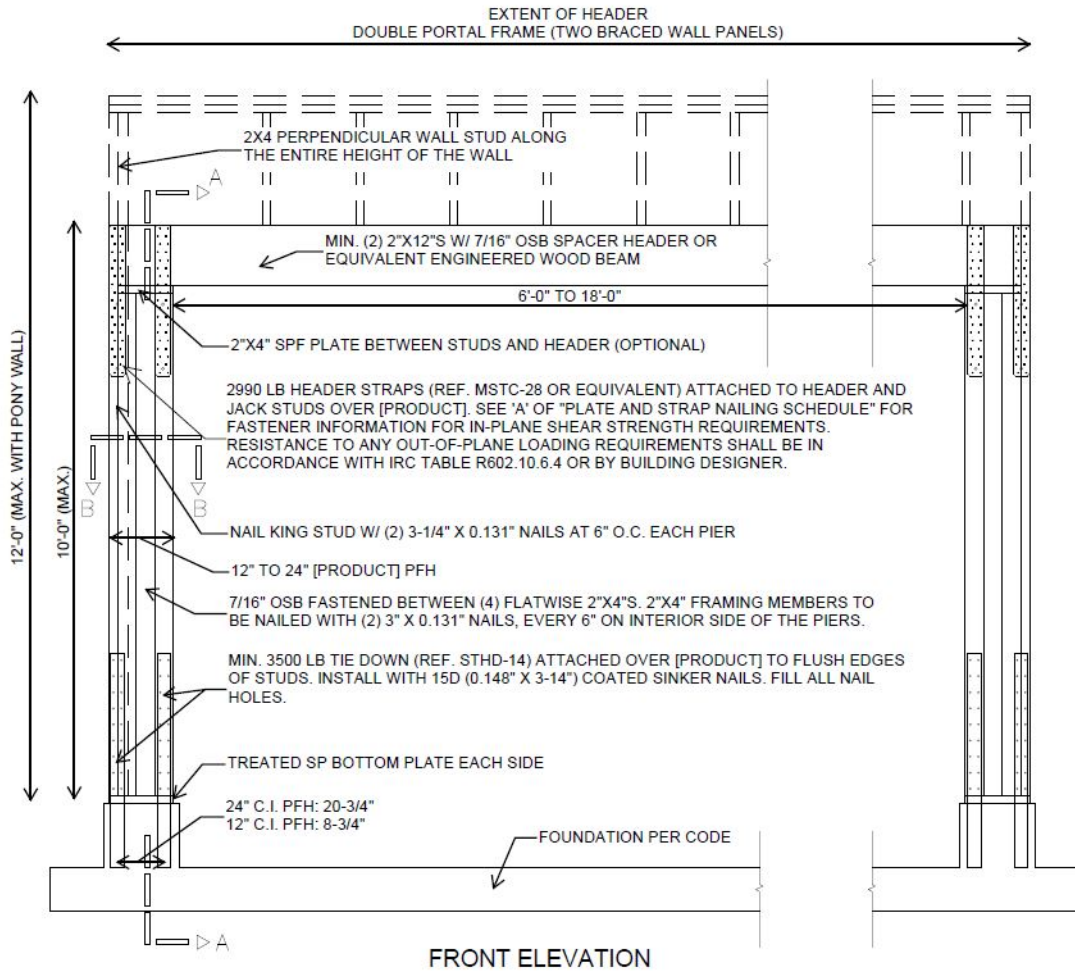 EXTENT OF HEADER
DOUBLE PORTAL FRAME (TWO BRACED WALL PANELS)
2X4 PERPENDICULAR WALL STUD ALONG
THE ENTIRE HEIGHT OF THE WALL
A
MIN. (2) 2"X12"S W/ 7/16" OSB SPACER HEADER OR
EQUIVALENT ENGINEERED WOOD BEAM
6'-0" TO 18'-0"
2"X4" SPF PLATE BETWEEN STUDS AND HEADER (OPTIONAL)
12'-0" (MAX. WITH PONY WALL)
10'-0" (MAX.)
2990 LB HEADER STRAPS (REF. MSTC-28 OR EQUIVALENT) ATTACHED TO HEADER AND
JACK STUDS OVER [PRODUCT]. SEE 'A' OF "PLATE AND STRAP NAILING SCHEDULE" FOR
FASTENER INFORMATION FOR IN-PLANE SHEAR STRENGTH REQUIREMENTS.
RESISTANCE TO ANY OUT-OF-PLANE LOADING REQUIREMENTS SHALL BE IN
ACCORDANCE WITH IRC TABLE R602.10.6.4 OR BY BUILDING DESIGNER.
B B
NAIL KING STUD W/ (2) 3-1/4" X 0.131" NAILS AT 6" O.C. EACH PIER
12" TO 24" [PRODUCT] PFH
7/16" OSB FASTENED BETWEEN (4) FLATWISE 2"X4"S. 2"X4" FRAMING MEMBERS TO
BE NAILED WITH (2) 3" X 0.131" NAILS, EVERY 6" ON INTERIOR SIDE OF THE PIERS.
MIN. 3500 LB TIE DOWN (REF. STHD-14) ATTACHED OVER [PRODUCT] TO FLUSH EDGES
OF STUDS. INSTALL WITH 15D (0.148" X 3-14") COATED SINKER NAILS. FILL ALL NAIL
HOLES.
TREATED SP BOTTOM PLATE EACH SIDE
24" C.I. PFH: 20-3/4"
12" C.I. PFH: 8-3/4"
FOUNDATION PER CODE
A
FRONT ELEVATION